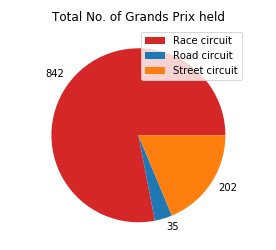 Total No. of Grands Prix held
Race circuit
Road circuit
Street circuit
842
202
35